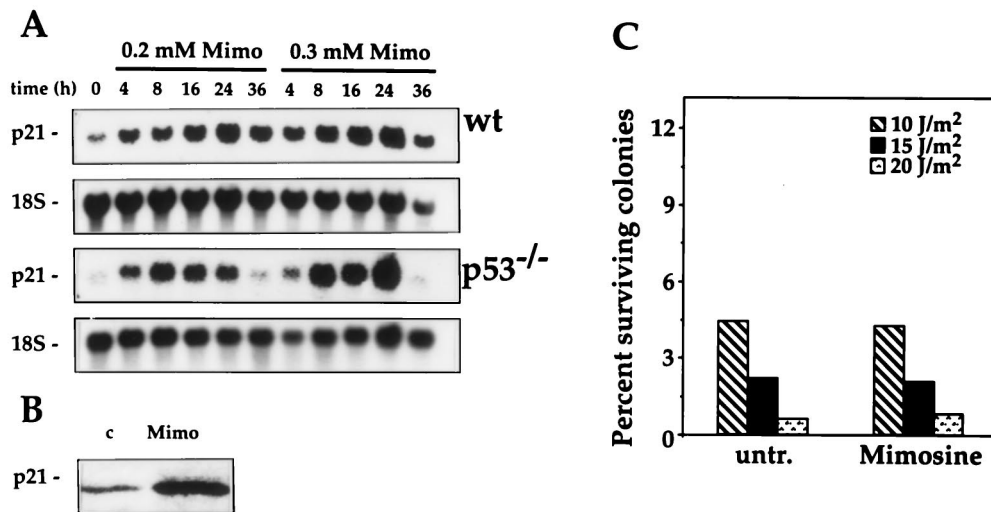 A
0.2 mM Mimo 0.3 mM Mimo
time (h) 0 4 8 16 24 36 4 8 16 24 36
p21 - wt
18S -
p21 - p53-/-
18S -
B
c Mimo
p21 -
C
Percent surviving colonies
12
9
6
3
0
10 J/m2
15 J/m2
20 J/m2
untr. Mimosine